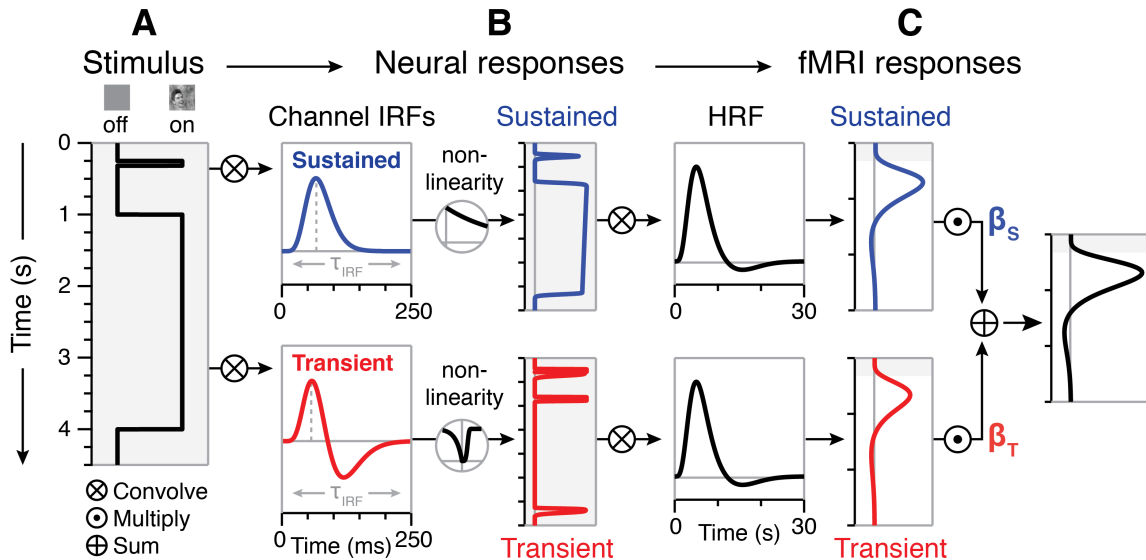 A
B
C
Stimulus
Neural responses
fMRI responses
off
on
Channel IRFs
Sustained
HRF
Sustained
0
1
2
3
4
Time (s)
Sustained
τIRF
0
250
non-
linearity
0
30
βS
Transient
τIRF
0
Time (ms)
250
non-
linearity
Transient
0
Time (s)
30
βT
Transient
Convolve
Multiply
Sum